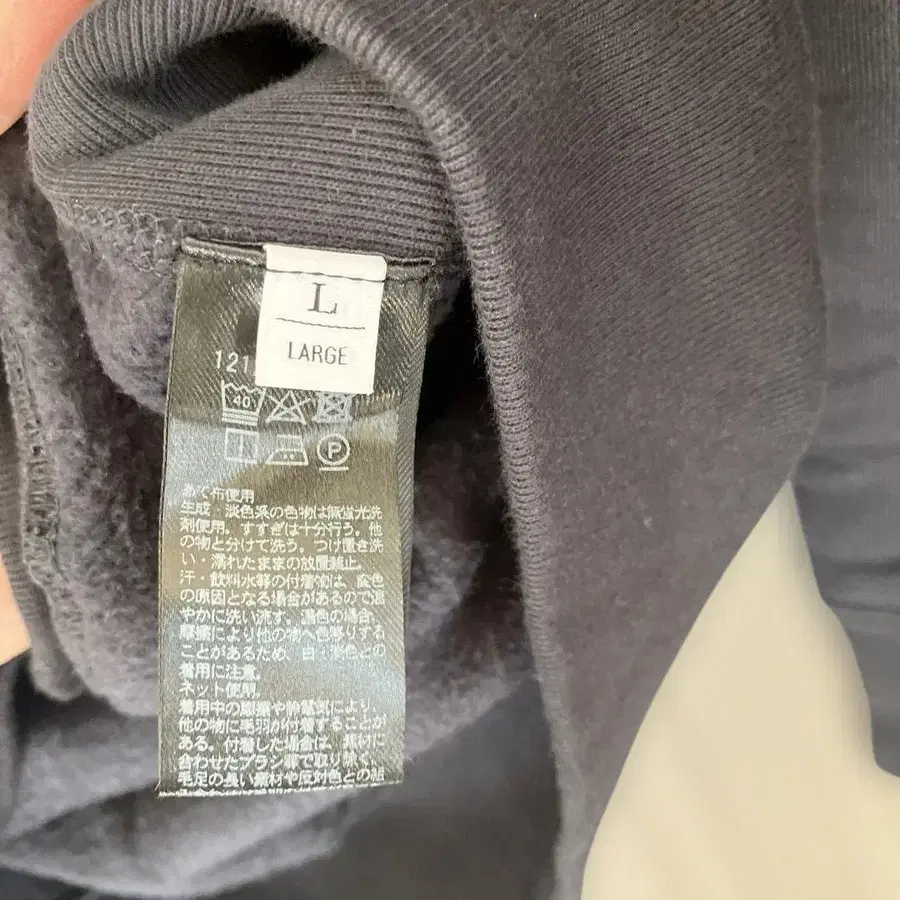 L
LARGE
121
40
P
あて布使用
生成・淡色系の色物は無蛍光洗
剤使用。すすぎは十分行う。他
の物と分けて洗う。つけ置き洗
い・濡れたままの放置禁止。
汗・飲料水等の付着物は、変色
の原因となる場合があるので速
やかに洗い流す。濃色の場合、
摩擦により他の物へ色移りする
ことがあるため、白・淡色との
着用に注意。
ネット使用。
着用中の摩擦や静電気により、
他の物に毛羽が付着することが
ある。付着した場合は、素材に
合わせたブラシ等で取り除く。
毛足の長い素材や反対色との組